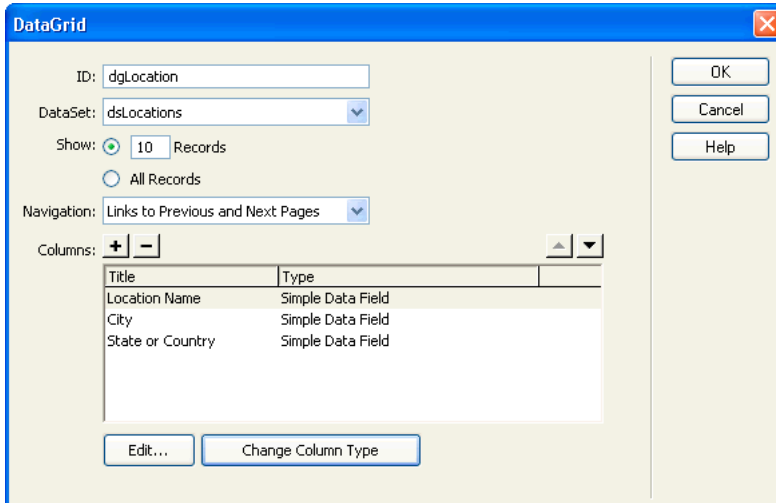 DataGrid
ID: dgLocation
OK
DataSet: dsLocations
Cancel
Show: 10 Records
Help
All Records
Navigation: Links to Previous and Next Pages
Columns: + −
Title Type
Location Name Simple Data Field
City Simple Data Field
State or Country Simple Data Field
Edit... Change Column Type